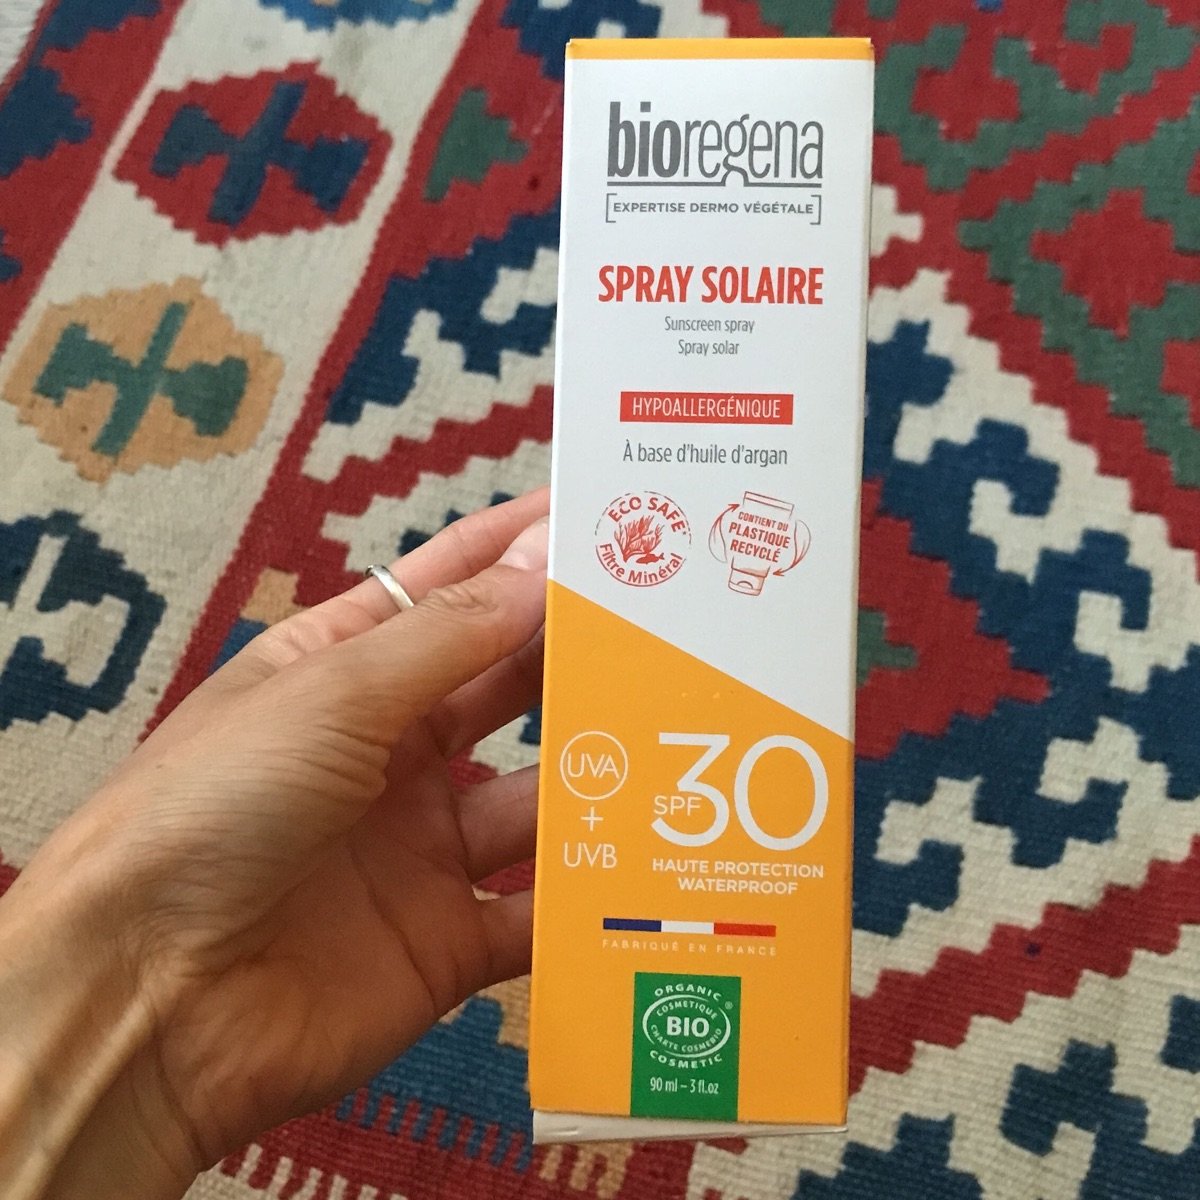 bioregena
[EXPERTISE DERMO VÉGÉTALE]
SPRAY SOLAIRE
Sunscreen spray
Spray solar
HYPOALLERGÉNIQUE
À base d'huile d'argan
ECO SAFE
Filtre Minéral
CONTIENT DU
PLASTIQUE
RECYCLÉ
UVA
+
UVB
SPF 30
HAUTE PROTECTION
WATERPROOF
FABRIQUÉ EN FRANCE
ORGANIC ®
COSMETIQUE
BIO
CHARTE COSMEBIO
COSMETIC
90 ml – 3 fl.oz